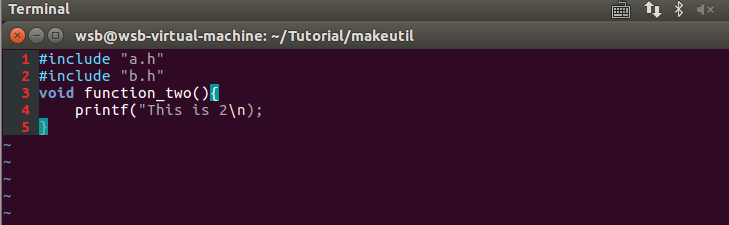 Terminal
wsb@wsb-virtual-machine: ~/Tutorial/makeutil
1 #include "a.h"
2 #include "b.h"
3 void function_two(){
4     printf("This is 2\n);
5 }
~
~
~
~
~